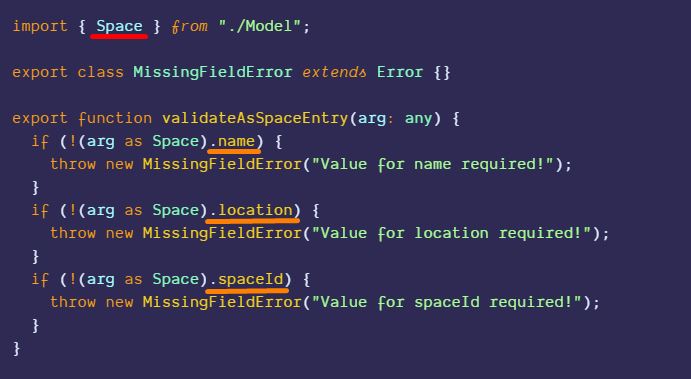 import { Space } from "./Model";
export class MissingFieldError extends Error {}
export function validateAsSpaceEntry(arg: any) {
  if (!(arg as Space).name) {
    throw new MissingFieldError("Value for name required!");
  }
  if (!(arg as Space).location) {
    throw new MissingFieldError("Value for location required!");
  }
  if (!(arg as Space).spaceId) {
    throw new MissingFieldError("Value for spaceId required!");
  }
}